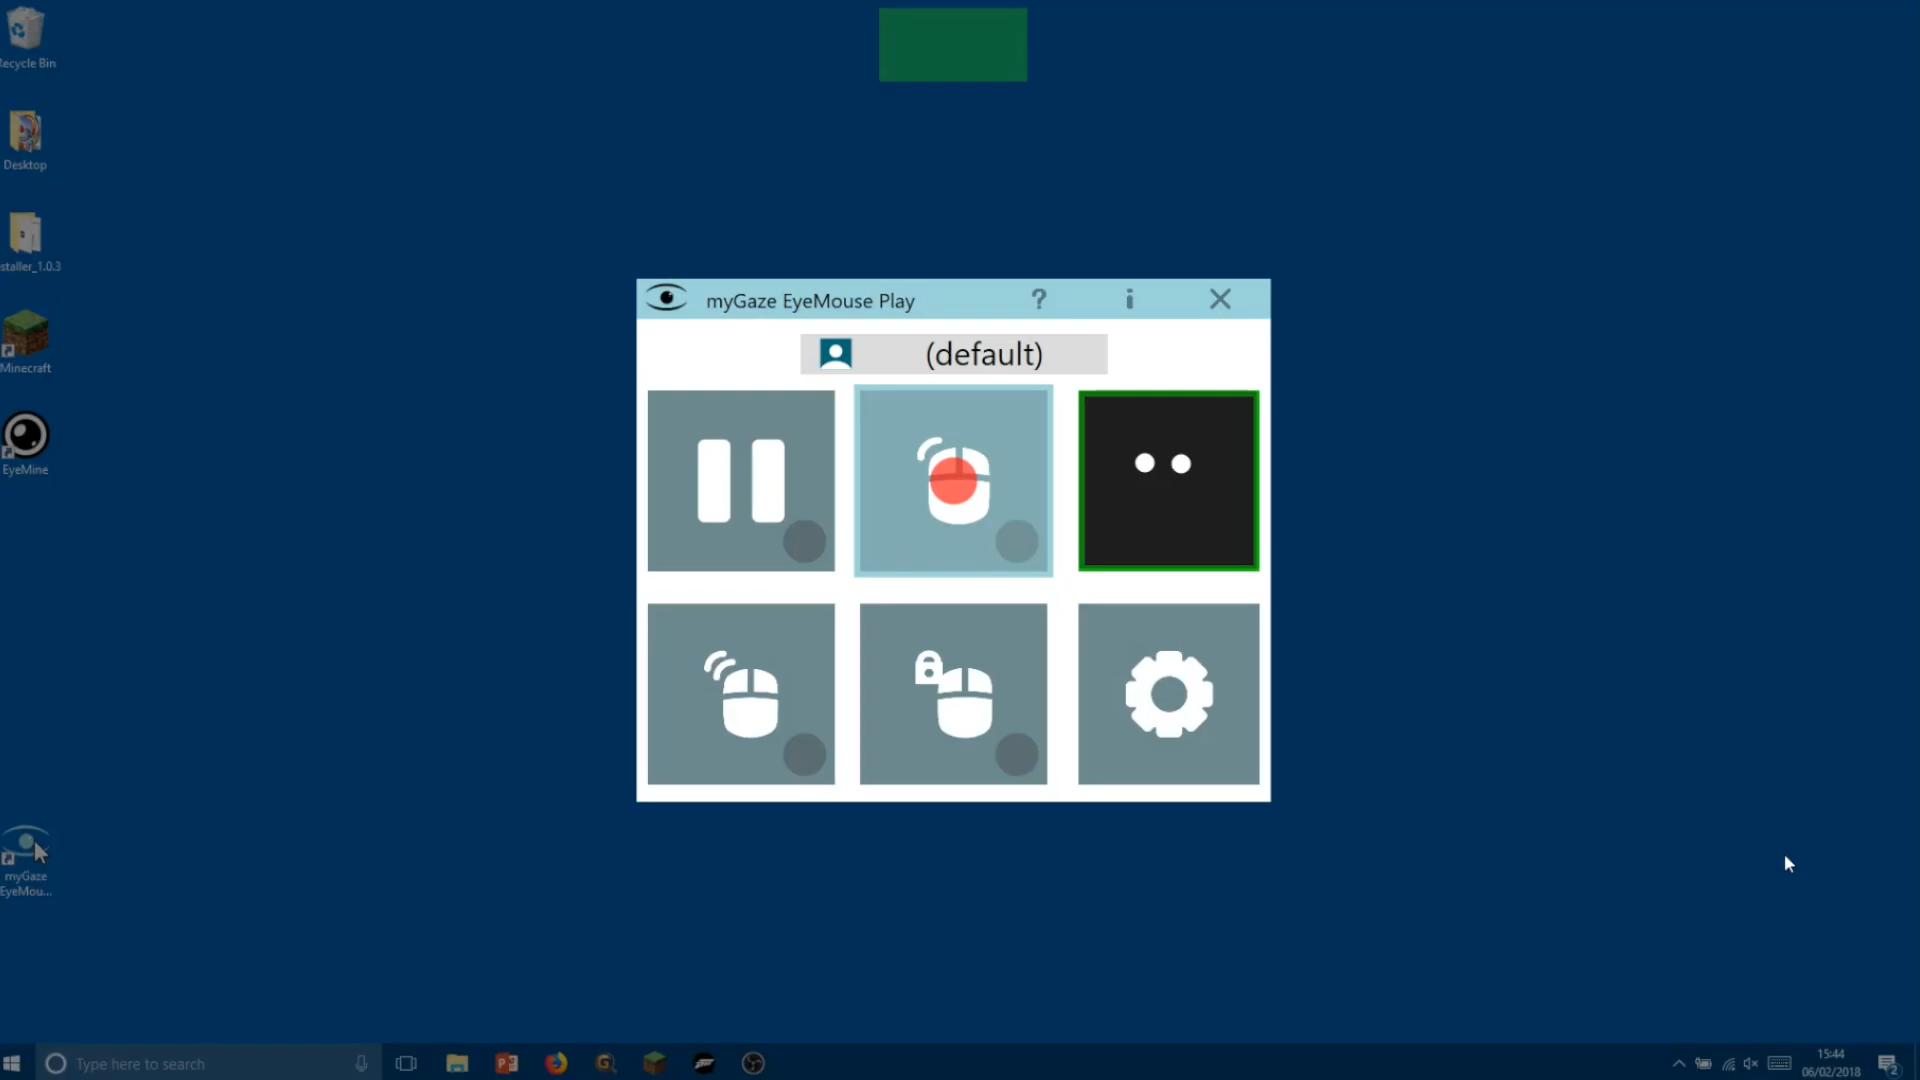 Recycle Bin
Desktop
staller_1.0.3
Minecraft
EyeMine
myGaze
EyeMou...
myGaze EyeMouse Play
?
i
(default)
Type here to search
15:44
06/02/2018
2